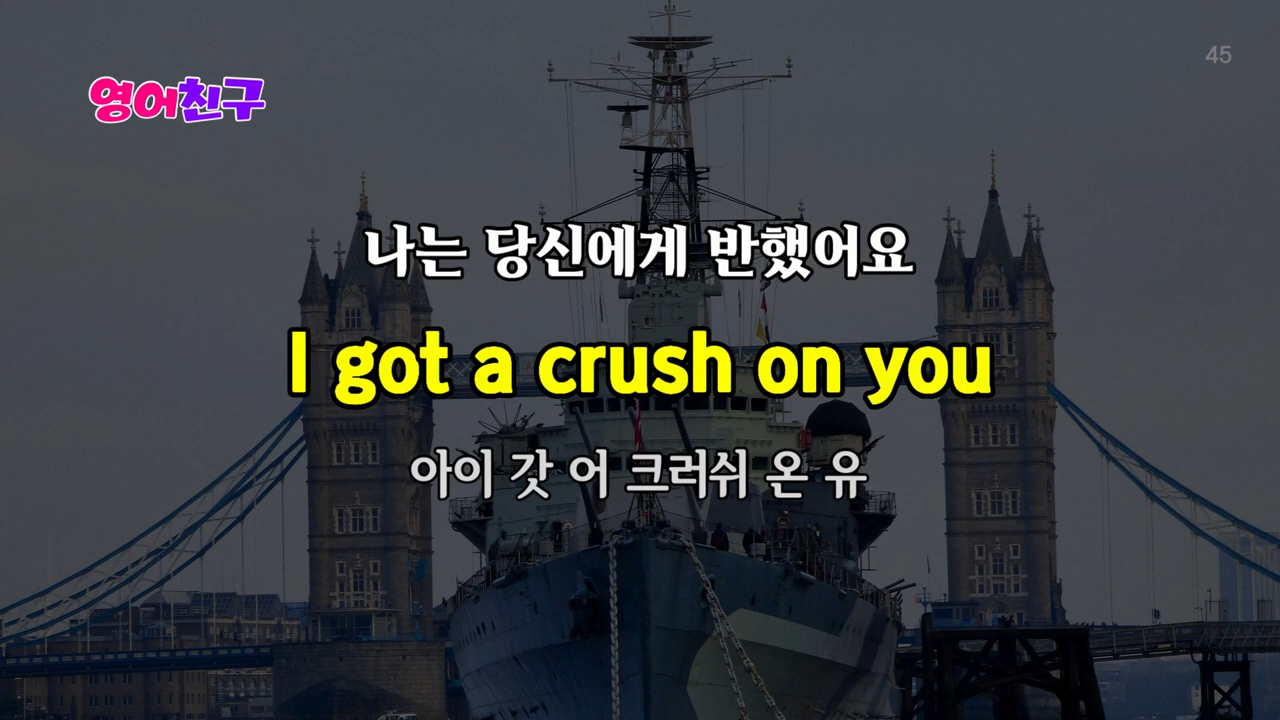 45
영어친구
나는 당신에게 반했어요
I got a crush on you
아이 갓 어 크러쉬 온 유